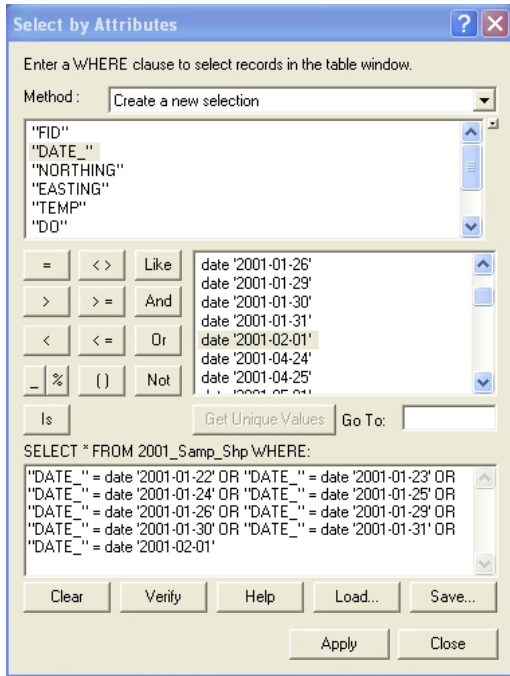 Select by Attributes
Enter a WHERE clause to select records in the table window.
Method : Create a new selection
"FID"
"DATE_"
"NORTHING"
"EASTING"
"TEMP"
"DO"
= < > Like
> > = And
< < = Or
_ % ( ) Not
Is
date '2001-01-26'
date '2001-01-29'
date '2001-01-30'
date '2001-01-31'
date '2001-02-01'
date '2001-04-24'
date '2001-04-25'
Get Unique Values Go To:
SELECT * FROM 2001_Samp_Shp WHERE:
"DATE_" = date '2001-01-22' OR "DATE_" = date '2001-01-23' OR
"DATE_" = date '2001-01-24' OR "DATE_" = date '2001-01-25' OR
"DATE_" = date '2001-01-26' OR "DATE_" = date '2001-01-29' OR
"DATE_" = date '2001-01-30' OR "DATE_" = date '2001-01-31' OR
"DATE_" = date '2001-02-01'
Clear Verify Help Load... Save...
Apply Close